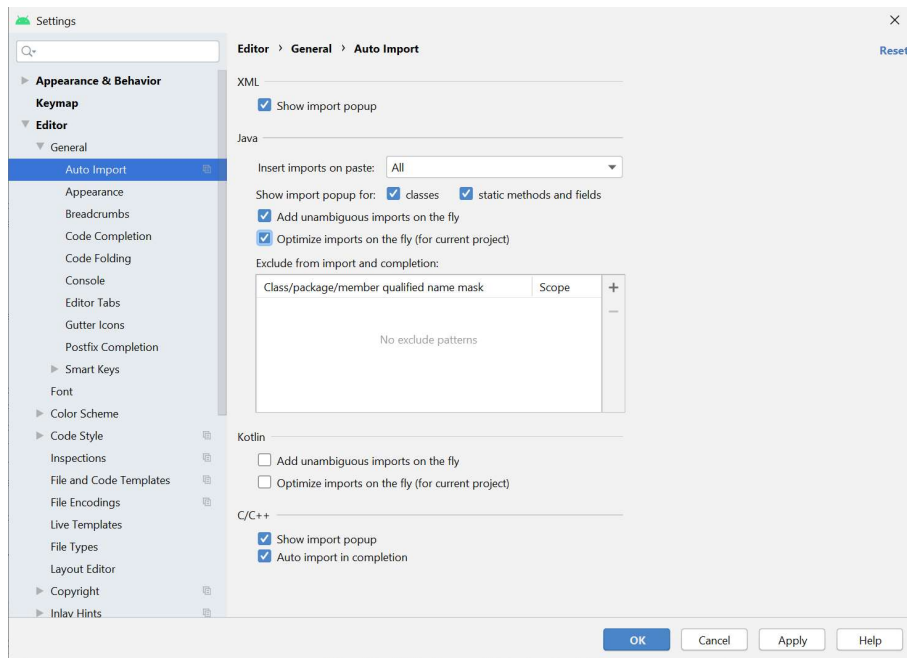 Settings
Appearance & Behavior
Keymap
Editor
General
Auto Import
Appearance
Breadcrumbs
Code Completion
Code Folding
Console
Editor Tabs
Gutter Icons
Postfix Completion
Smart Keys
Font
Color Scheme
Code Style
Inspections
File and Code Templates
File Encodings
Live Templates
File Types
Layout Editor
Copyright
Inlay Hints
Editor › General › Auto Import
Reset
XML
Show import popup
Java
Insert imports on paste: All
Show import popup for: classes static methods and fields
Add unambiguous imports on the fly
Optimize imports on the fly (for current project)
Exclude from import and completion:
Class/package/member qualified name mask Scope
No exclude patterns
Kotlin
Add unambiguous imports on the fly
Optimize imports on the fly (for current project)
C/C++
Show import popup
Auto import in completion
OK Cancel Apply Help